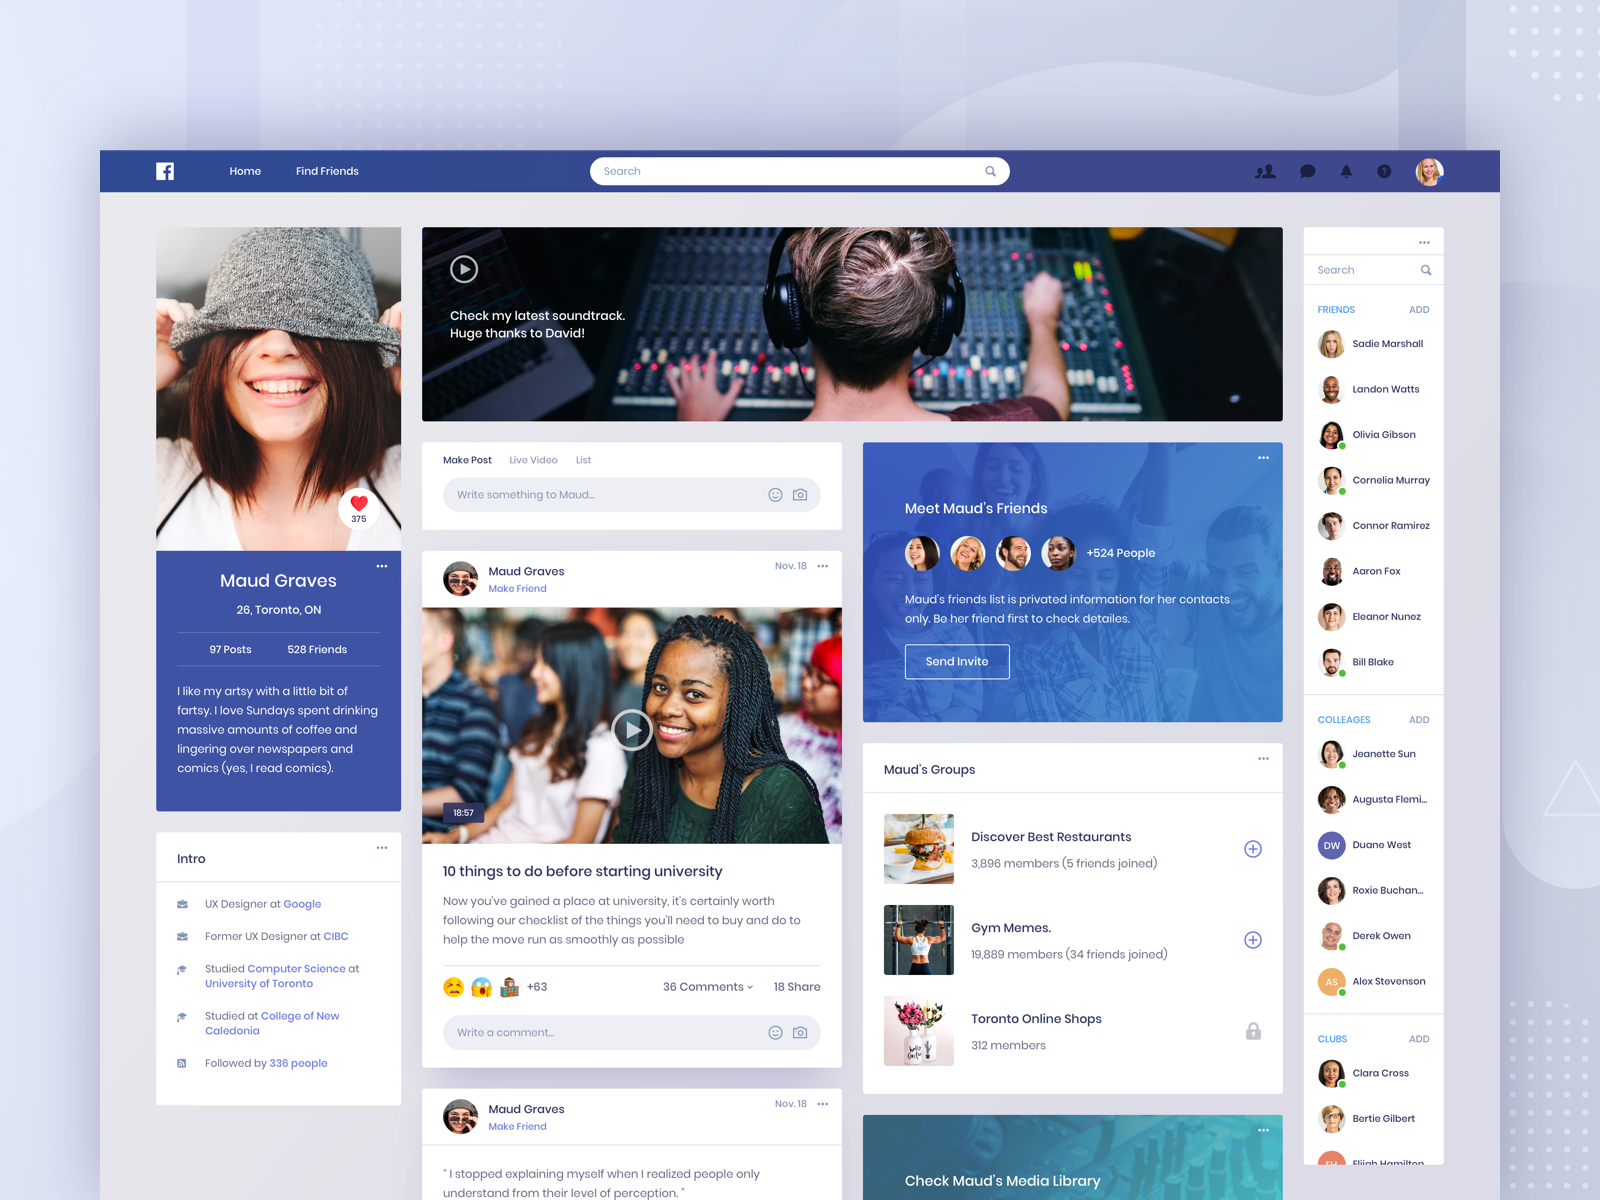 f
Home
Find Friends
Search
?
375
Maud Graves
26, Toronto, ON
97 Posts
528 Friends
I like my artsy with a little bit of
fartsy. I love Sundays spent drinking
massive amounts of coffee and
lingering over newspapers and
comics (yes, I read comics).
Intro
UX Designer at Google
Former UX Designer at CIBC
Studied Computer Science at
University of Toronto
Studied at College of New
Caledonia
Followed by 336 people
Check my latest soundtrack.
Huge thanks to David!
Make Post
Live Video
List
Write something to Maud...
Maud Graves
Make Friend
Nov. 18
18:57
10 things to do before starting university
Now you've gained a place at university, it's certainly worth
following our checklist of the things you'll need to buy and do to
help the move run as smoothly as possible
+63
36 Comments
18 Share
Write a comment...
Maud Graves
Make Friend
Nov. 18
" I stopped explaining myself when I realized people only
understand from their level of perception. "
Meet Maud's Friends
+524 People
Maud's friends list is privated information for her contacts
only. Be her friend first to check detailes.
Send Invite
Maud's Groups
Discover Best Restaurants
3,896 members (5 friends joined)
Gym Memes.
19,889 members (34 friends joined)
hello
Toronto Online Shops
312 members
Check Maud's Media Library
Search
FRIENDS
ADD
Sadie Marshall
Landon Watts
Olivia Gibson
Cornelia Murray
Connor Ramirez
Aaron Fox
Eleanor Nunez
Bill Blake
COLLEAGES
ADD
Jeanette Sun
Augusta Flemi...
DW
Duane West
Roxie Buchan...
Derek Owen
AS
Alex Stevenson
CLUBS
ADD
Clara Cross
Bertie Gilbert
EH
Elijah Hamilton